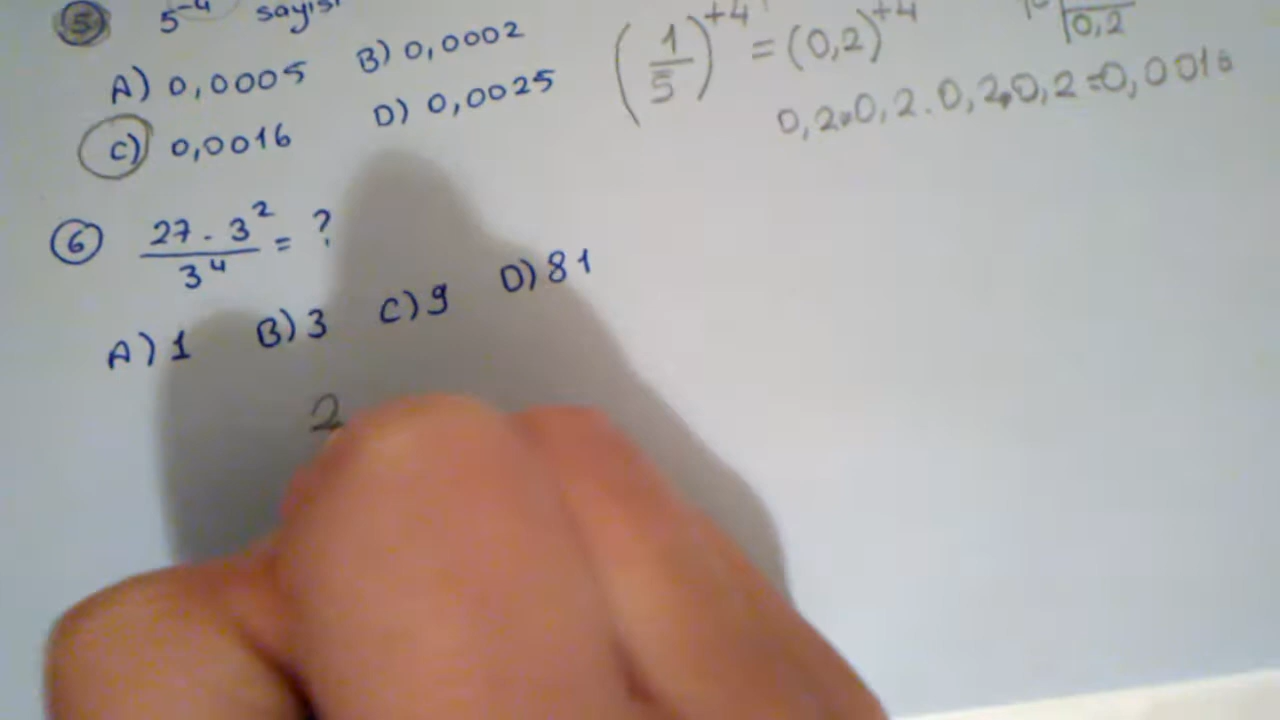 5 5⁻⁴ sayısı
A) 0,0005 B) 0,0002
C) 0,0016 D) 0,0025
(1/5)⁺⁴ = (0,2)⁺⁴
0,2
0,2.0,2.0,2.0,2=0,0016
6 27 . 3² / 3⁴ = ?
A) 1 B) 3 C) 9 D) 81
2